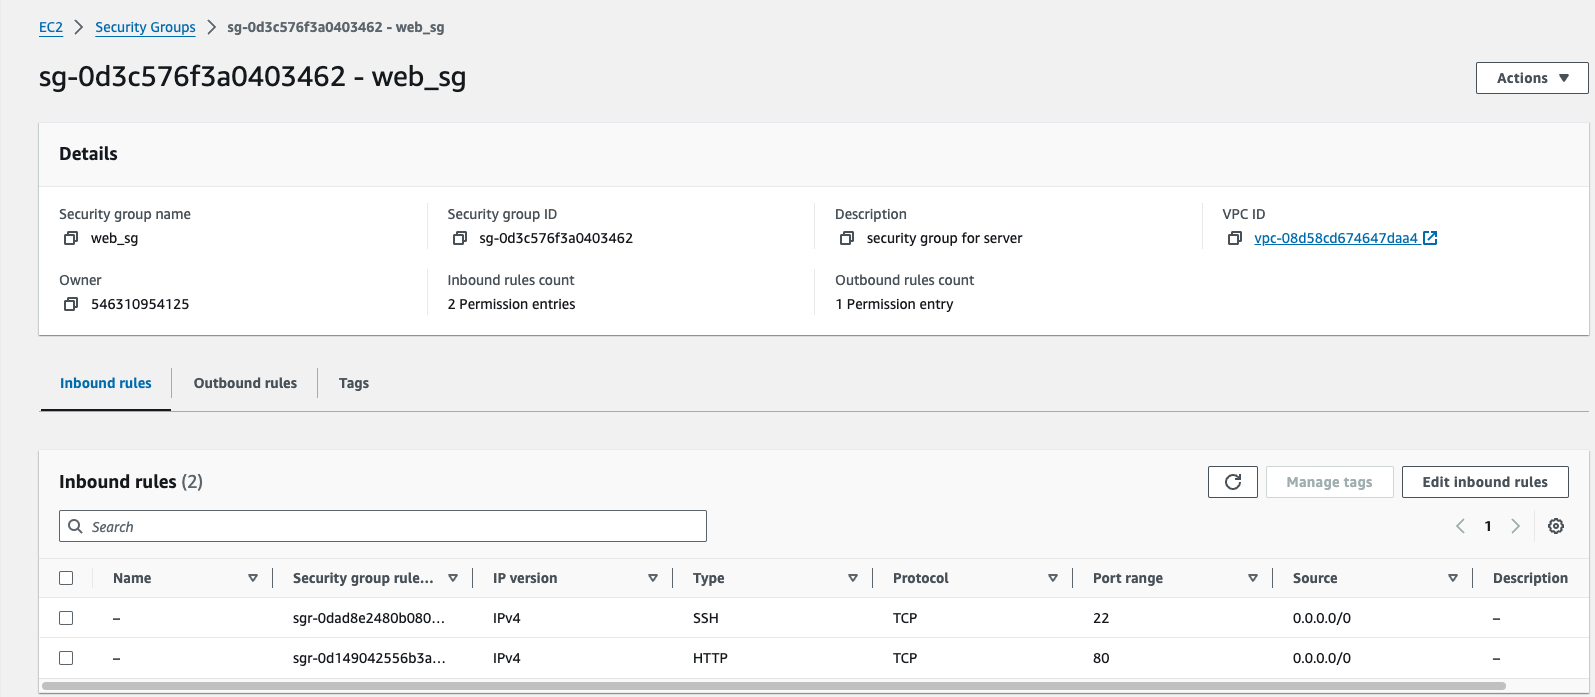 EC2 > Security Groups > sg-0d3c576f3a0403462 - web_sg
sg-0d3c576f3a0403462 - web_sg
Actions
Details
Security group name
web_sg
Security group ID
sg-0d3c576f3a0403462
Description
security group for server
VPC ID
vpc-08d58cd674647daa4
Owner
546310954125
Inbound rules count
2 Permission entries
Outbound rules count
1 Permission entry
Inbound rules Outbound rules Tags
Inbound rules (2)
Manage tags
Edit inbound rules
Search
1
Name Security group rule... IP version Type Protocol Port range Source Description
– sgr-0dad8e2480b080... IPv4 SSH TCP 22 0.0.0.0/0 –
– sgr-0d149042556b3a... IPv4 HTTP TCP 80 0.0.0.0/0 –